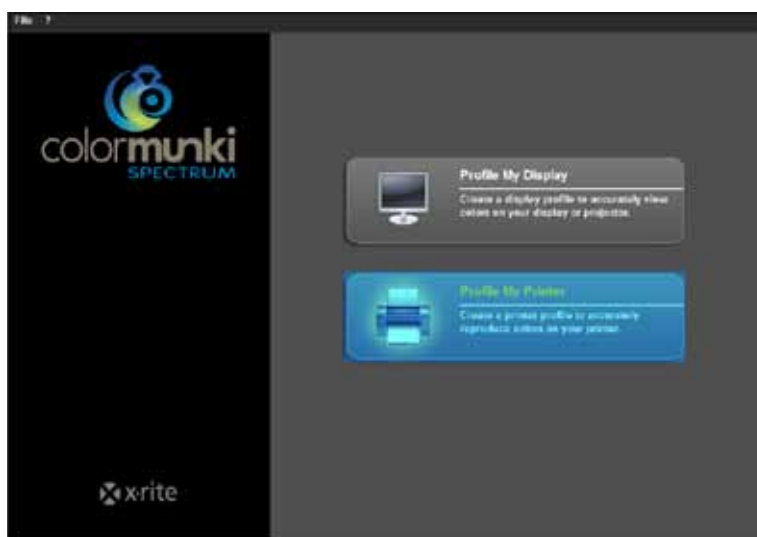 File ?
colormunki
SPECTRUM
Profile My Display
Create a display profile to accurately view
colors on your display or projector.
Profile My Printer
Create a printer profile to accurately
reproduce colors on your printer.
x·rite